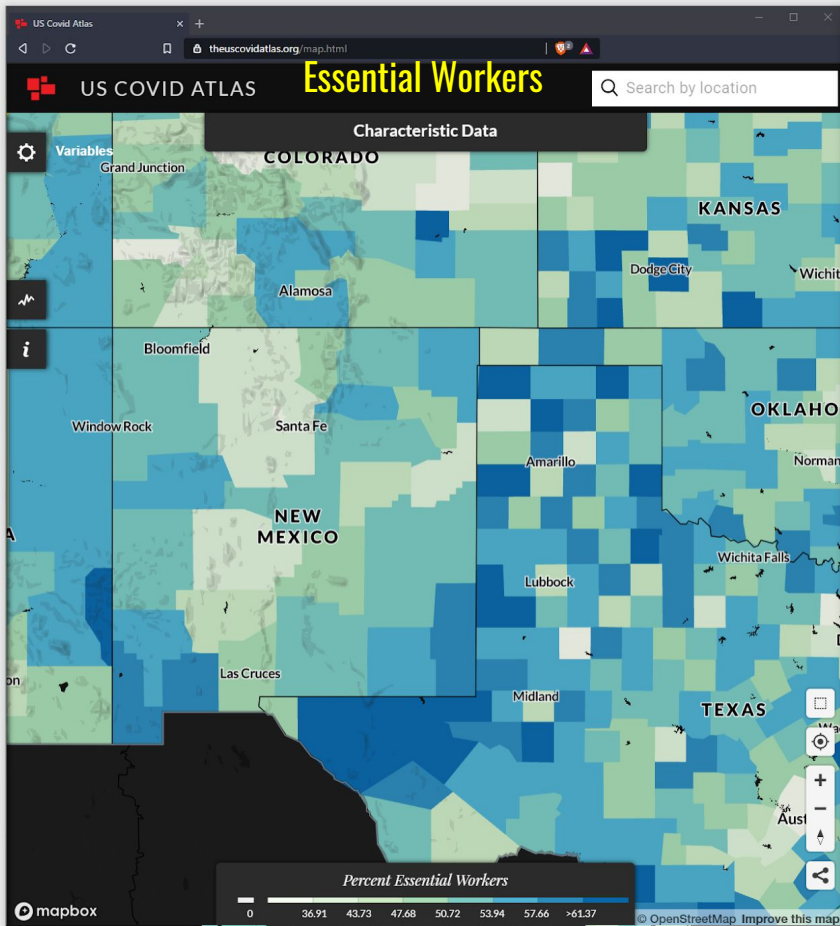 US Covid Atlas
theuscovidatlas.org/map.html
Essential Workers
US COVID ATLAS
Search by location
Characteristic Data
Variables
Grand Junction
COLORADO
KANSAS
Dodge City
Wichit
Alamosa
i
Bloomfield
Window Rock
Santa Fe
OKLAHO
Amarillo
Norman
NEW
MEXICO
A
Wichita Falls
Lubbock
on
Las Cruces
Midland
TEXAS
Wa
Aust
Percent Essential Workers
0 36.91 43.73 47.68 50.72 53.94 57.66 >61.37
mapbox
© OpenStreetMap Improve this map